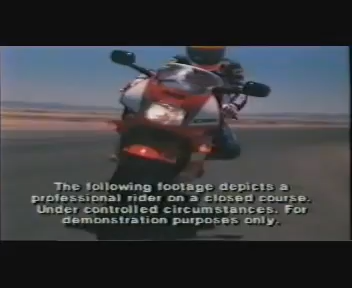 The following footage depicts a
professional rider on a closed course.
Under controlled circumstances. For
demonstration purposes only.